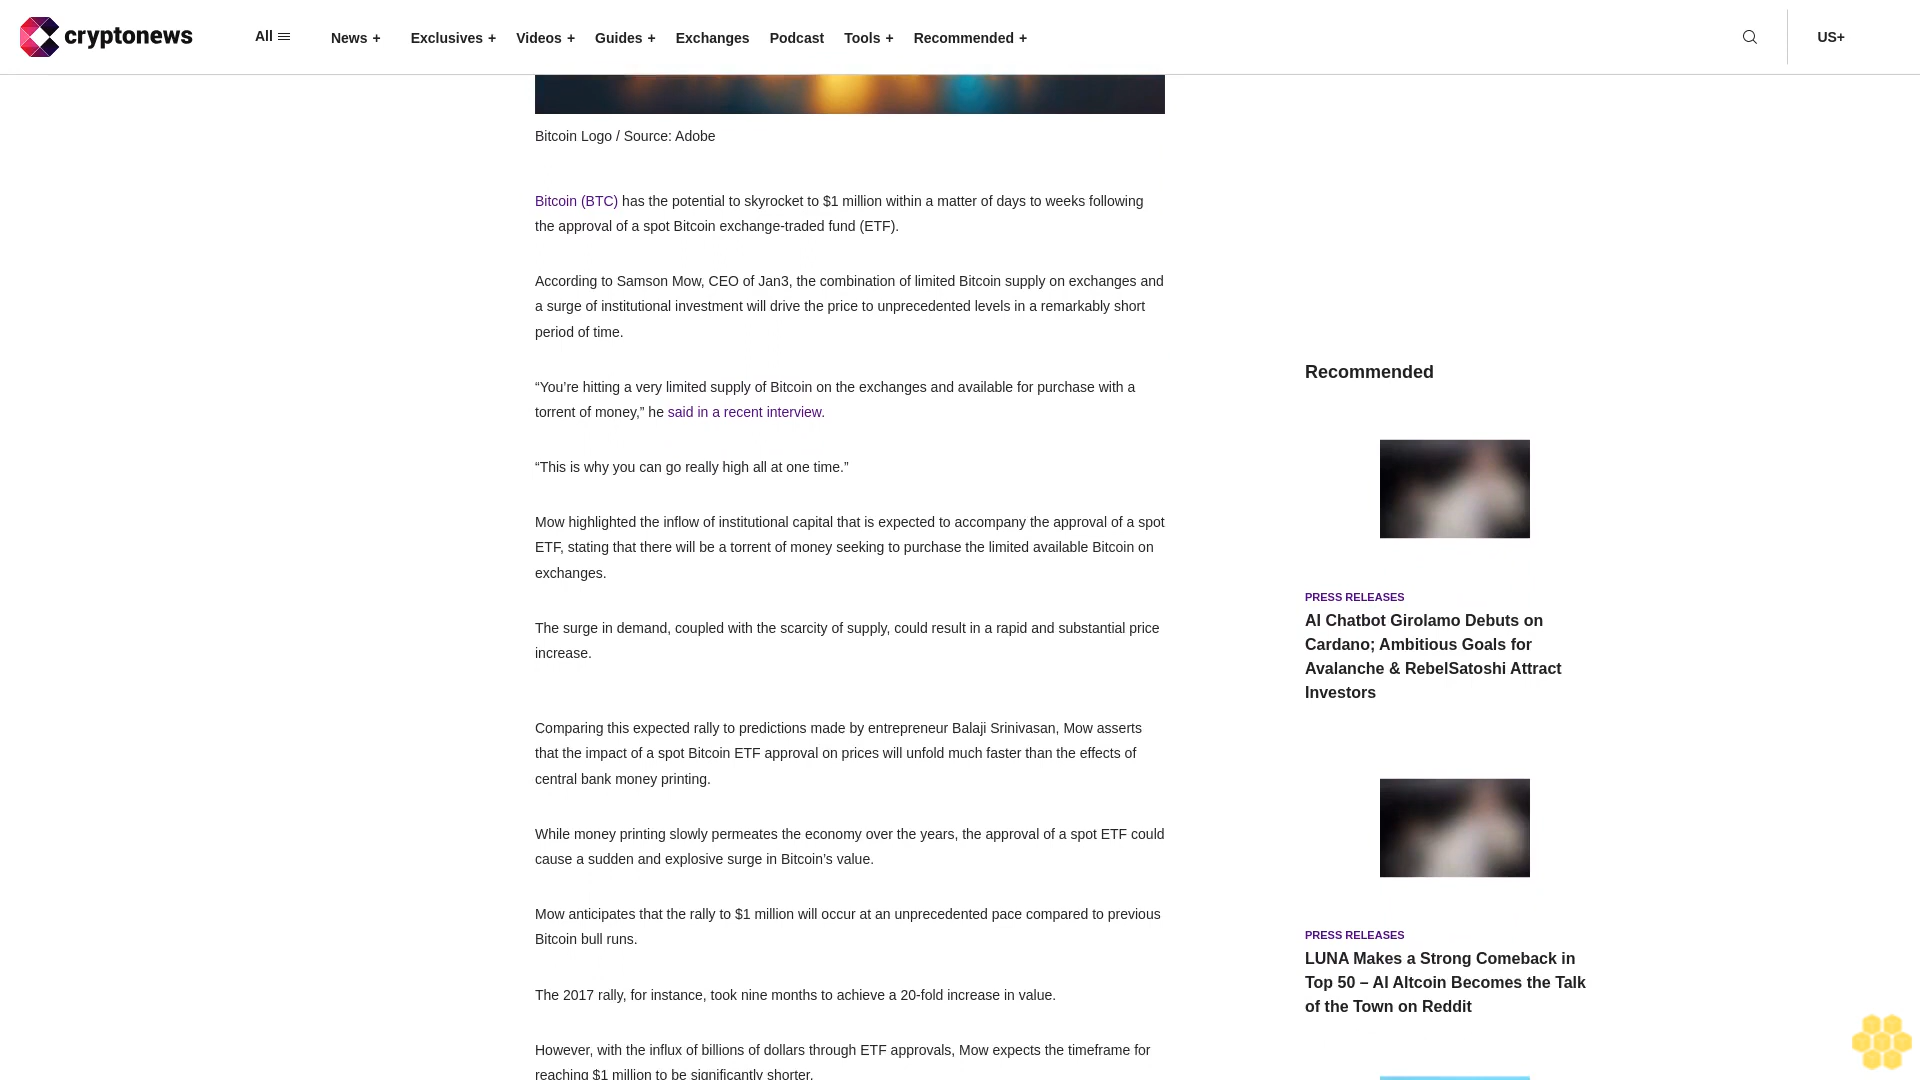 cryptonews
All
News +
Exclusives +
Videos +
Guides +
Exchanges
Podcast
Tools +
Recommended +
US+
Bitcoin Logo / Source: Adobe
Bitcoin (BTC) has the potential to skyrocket to $1 million within a matter of days to weeks following
the approval of a spot Bitcoin exchange-traded fund (ETF).
According to Samson Mow, CEO of Jan3, the combination of limited Bitcoin supply on exchanges and
a surge of institutional investment will drive the price to unprecedented levels in a remarkably short
period of time.
“You’re hitting a very limited supply of Bitcoin on the exchanges and available for purchase with a
torrent of money,” he said in a recent interview.
“This is why you can go really high all at one time.”
Mow highlighted the inflow of institutional capital that is expected to accompany the approval of a spot
ETF, stating that there will be a torrent of money seeking to purchase the limited available Bitcoin on
exchanges.
The surge in demand, coupled with the scarcity of supply, could result in a rapid and substantial price
increase.
Comparing this expected rally to predictions made by entrepreneur Balaji Srinivasan, Mow asserts
that the impact of a spot Bitcoin ETF approval on prices will unfold much faster than the effects of
central bank money printing.
While money printing slowly permeates the economy over the years, the approval of a spot ETF could
cause a sudden and explosive surge in Bitcoin’s value.
Mow anticipates that the rally to $1 million will occur at an unprecedented pace compared to previous
Bitcoin bull runs.
The 2017 rally, for instance, took nine months to achieve a 20-fold increase in value.
However, with the influx of billions of dollars through ETF approvals, Mow expects the timeframe for
reaching $1 million to be significantly shorter.
Recommended
PRESS RELEASES
AI Chatbot Girolamo Debuts on
Cardano; Ambitious Goals for
Avalanche & RebelSatoshi Attract
Investors
PRESS RELEASES
LUNA Makes a Strong Comeback in
Top 50 – AI Altcoin Becomes the Talk
of the Town on Reddit